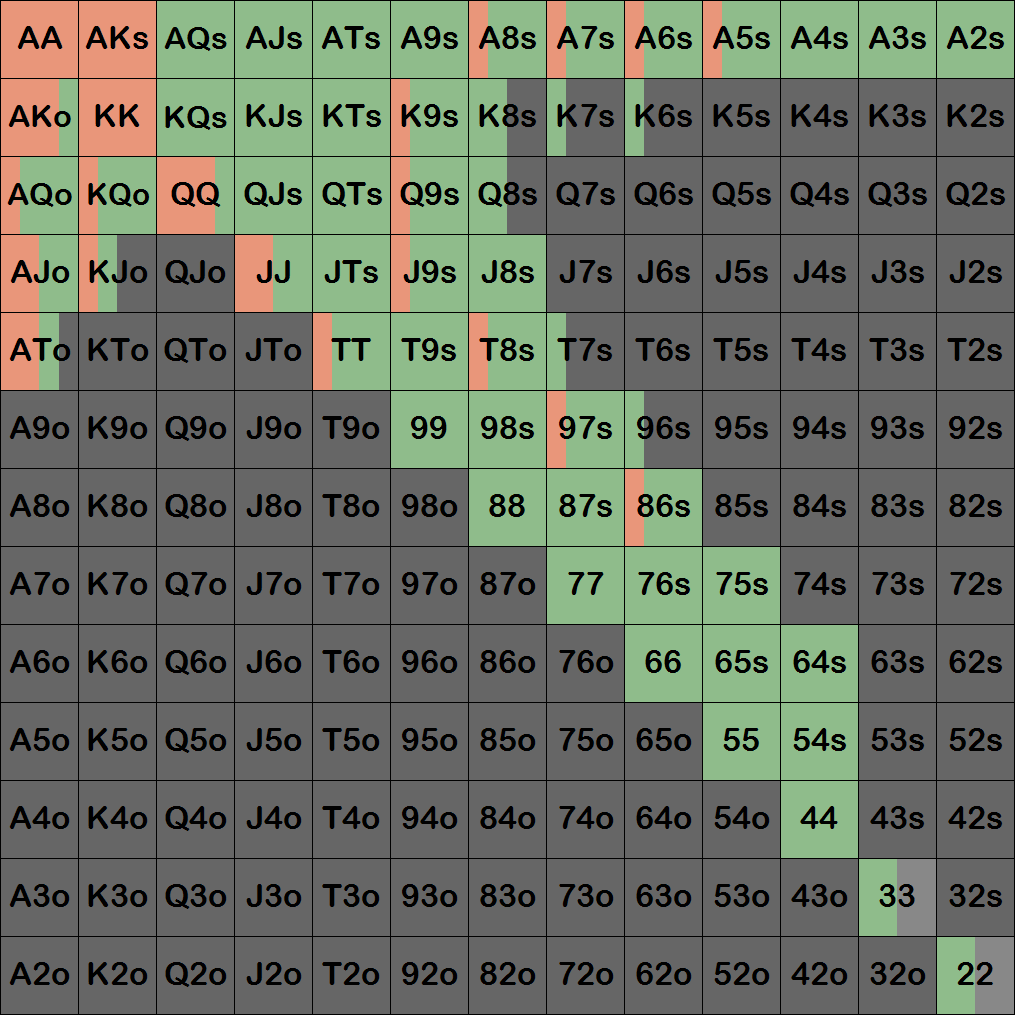 AA AKs AQs AJs ATs A9s A8s A7s A6s A5s A4s A3s A2s
AKo KK KQs KJs KTs K9s K8s K7s K6s K5s K4s K3s K2s
AQo KQo QQ QJs QTs Q9s Q8s Q7s Q6s Q5s Q4s Q3s Q2s
AJo KJo QJo JJ JTs J9s J8s J7s J6s J5s J4s J3s J2s
ATo KTo QTo JTo TT T9s T8s T7s T6s T5s T4s T3s T2s
A9o K9o Q9o J9o T9o 99 98s 97s 96s 95s 94s 93s 92s
A8o K8o Q8o J8o T8o 98o 88 87s 86s 85s 84s 83s 82s
A7o K7o Q7o J7o T7o 97o 87o 77 76s 75s 74s 73s 72s
A6o K6o Q6o J6o T6o 96o 86o 76o 66 65s 64s 63s 62s
A5o K5o Q5o J5o T5o 95o 85o 75o 65o 55 54s 53s 52s
A4o K4o Q4o J4o T4o 94o 84o 74o 64o 54o 44 43s 42s
A3o K3o Q3o J3o T3o 93o 83o 73o 63o 53o 43o 33 32s
A2o K2o Q2o J2o T2o 92o 82o 72o 62o 52o 42o 32o 22